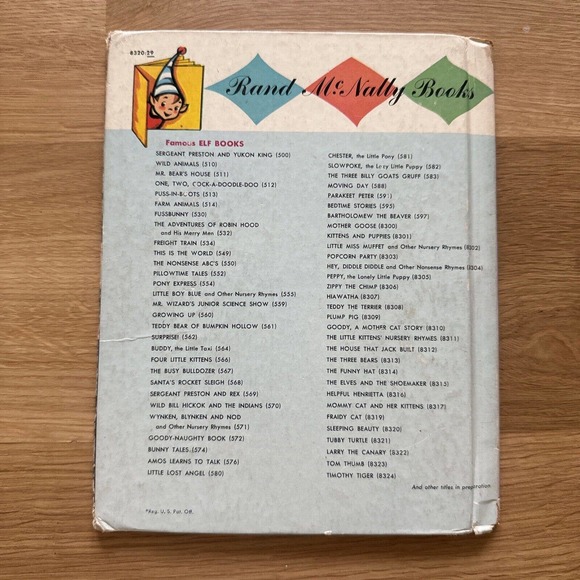 8320-29
Rand McNally Books
Famous ELF BOOKS
SERGEANT PRESTON AND YUKON KING (500)
WILD ANIMALS (510)
MR. BEAR'S HOUSE (511)
ONE, TWO, COCK-A-DOODLE-DOO (512)
PUSS-IN-BOOTS (513)
FARM ANIMALS (514)
FUSSBUNNY (530)
THE ADVENTURES OF ROBIN HOOD
and His Merry Men (532)
FREIGHT TRAIN (534)
THIS IS THE WORLD (549)
THE NONSENSE ABC'S (550)
PILLOWTIME TALES (552)
PONY EXPRESS (554)
LITTLE BOY BLUE and Other Nursery Rhymes (555)
MR. WIZARD'S JUNIOR SCIENCE SHOW (559)
GROWING UP (560)
TEDDY BEAR OF BUMPKIN HOLLOW (561)
SURPRISE! (562)
BUDDY, the Little Taxi (564)
FOUR LITTLE KITTENS (566)
THE BUSY BULLDOZER (567)
SANTA'S ROCKET SLEIGH (568)
SERGEANT PRESTON AND REX (569)
WILD BILL HICKOK AND THE INDIANS (570)
WYNKEN, BLYNKEN AND NOD
and Other Nursery Rhymes (571)
GOODY-NAUGHTY BOOK (572)
BUNNY TALES (574)
AMOS LEARNS TO TALK (576)
LITTLE LOST ANGEL (580)
CHESTER, the Little Pony (581)
SLOWPOKE, the Lazy Little Puppy (582)
THE THREE BILLY GOATS GRUFF (583)
MOVING DAY (588)
PARAKEET PETER (591)
BEDTIME STORIES (595)
BARTHOLOMEW THE BEAVER (597)
MOTHER GOOSE (8300)
KITTENS AND PUPPIES (8301)
LITTLE MISS MUFFET and Other Nursery Rhymes (8302)
POPCORN PARTY (8303)
HEY, DIDDLE DIDDLE and Other Nonsense Rhymes (8304)
PEPPY, the Lonely Little Puppy (8305)
ZIPPY THE CHIMP (8306)
HIAWATHA (8307)
TEDDY THE TERRIER (8308)
PLUMP PIG (8309)
GOODY, A MOTHER CAT STORY (8310)
THE LITTLE KITTENS' NURSERY RHYMES (8311)
THE HOUSE THAT JACK BUILT (8312)
THE THREE BEARS (8313)
THE FUNNY HAT (8314)
THE ELVES AND THE SHOEMAKER (8315)
HELPFUL HENRIETTA (8316)
MOMMY CAT AND HER KITTENS (8317)
FRAIDY CAT (8319)
SLEEPING BEAUTY (8320)
TUBBY TURTLE (8321)
LARRY THE CANARY (8322)
TOM THUMB (8323)
TIMOTHY TIGER (8324)
And other titles in preparation
*Reg. U. S. Pat. Off.